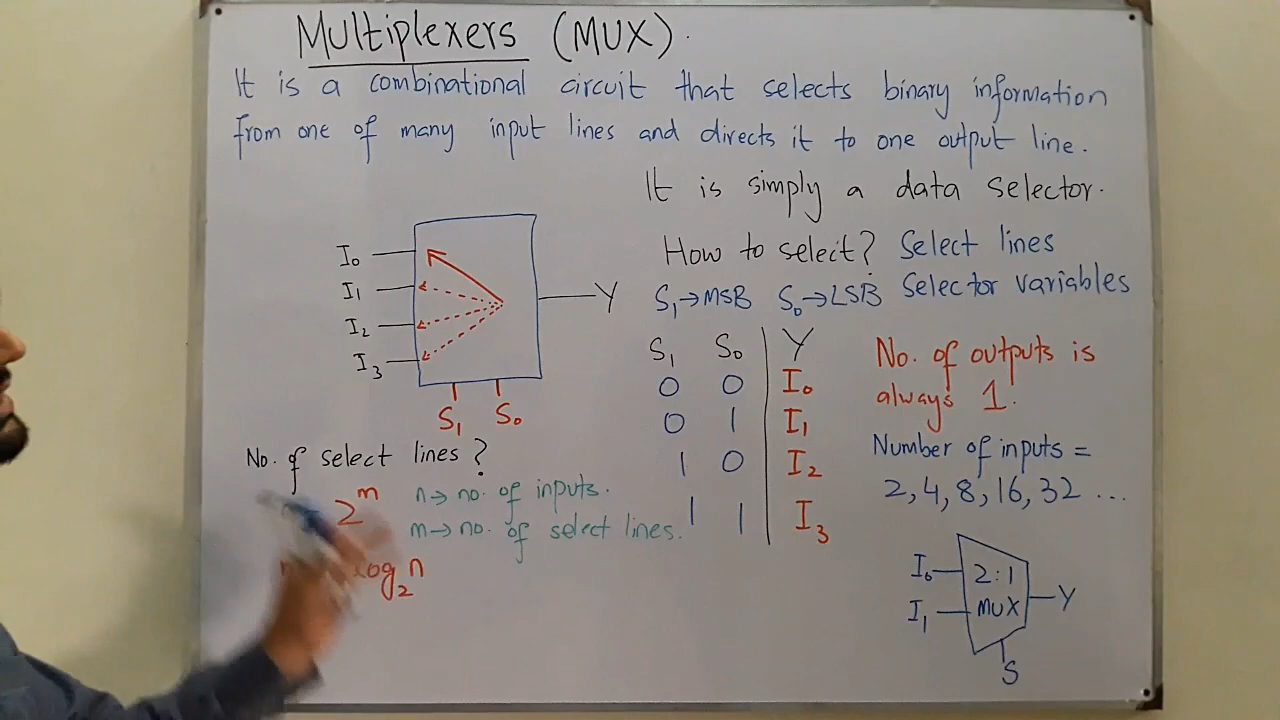 Multiplexers (MUX).
It is a combinational circuit that selects binary information
from one of many input lines and directs it to one output line.
It is simply a data selector.
How to select? Select lines
S₁→MSB S₀→LSB Selector variables
I₀
I₁
I₂
I₃
Y
S₁ S₀
S₁ S₀ Y
0 0 I₀
0 1 I₁
1 0 I₂
1 1 I₃
No. of outputs is
always 1.
Number of inputs =
2, 4, 8, 16, 32 ...
No. of select lines?
2ᵐ n→no. of inputs.
m→no. of select lines.
log₂n
I₀
I₁
2:1
MUX
Y
S